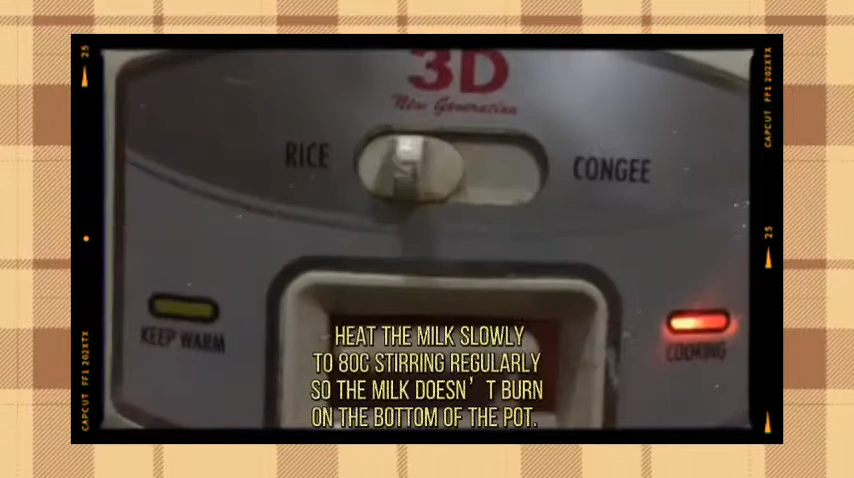 25
CAPCUT FF1 202XTX
3D
New Generation
RICE
CONGEE
KEEP WARM
COOKING
HEAT THE MILK SLOWLY
TO 80C STIRRING REGULARLY
SO THE MILK DOESN’T BURN
ON THE BOTTOM OF THE POT.
25
CAPCUT FF1 202XTX